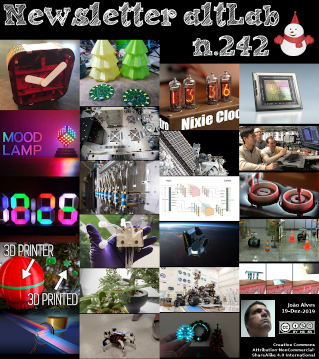 Newsletter altLab
n.242
Nixie Cloc
MOOD
LAMP
3D PRINTER
3D PRINTED
João Alves
19-Dez-2019
Creative Commons
Attribution-NonCommercial-
ShareAlike 4.0 International